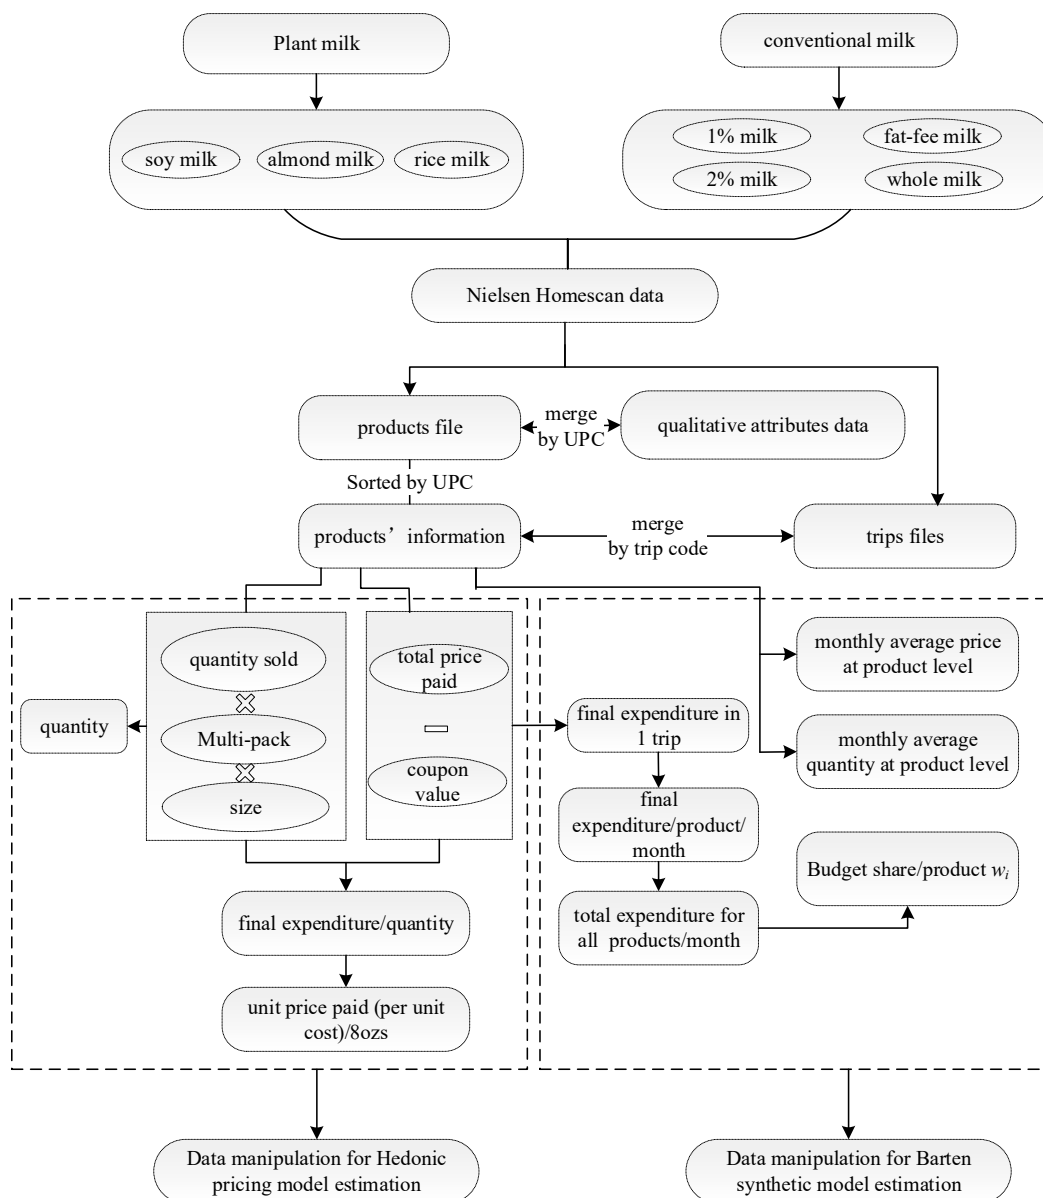 Plant milk
conventional milk
soy milk
almond milk
rice milk
1% milk
fat-fee milk
2% milk
whole milk
Nielsen Homescan data
products file
merge
by UPC
qualitative attributes data
Sorted by UPC
products’ information
merge
by trip code
trips files
quantity sold
Multi-pack
size
quantity
total price
paid
coupon
value
final expenditure in
1 trip
monthly average price
at product level
monthly average
quantity at product level
final
expenditure/product/
month
Budget share/product wi
total expenditure for
all products/month
final expenditure/quantity
unit price paid (per unit
cost)/8ozs
Data manipulation for Hedonic
pricing model estimation
Data manipulation for Barten
synthetic model estimation